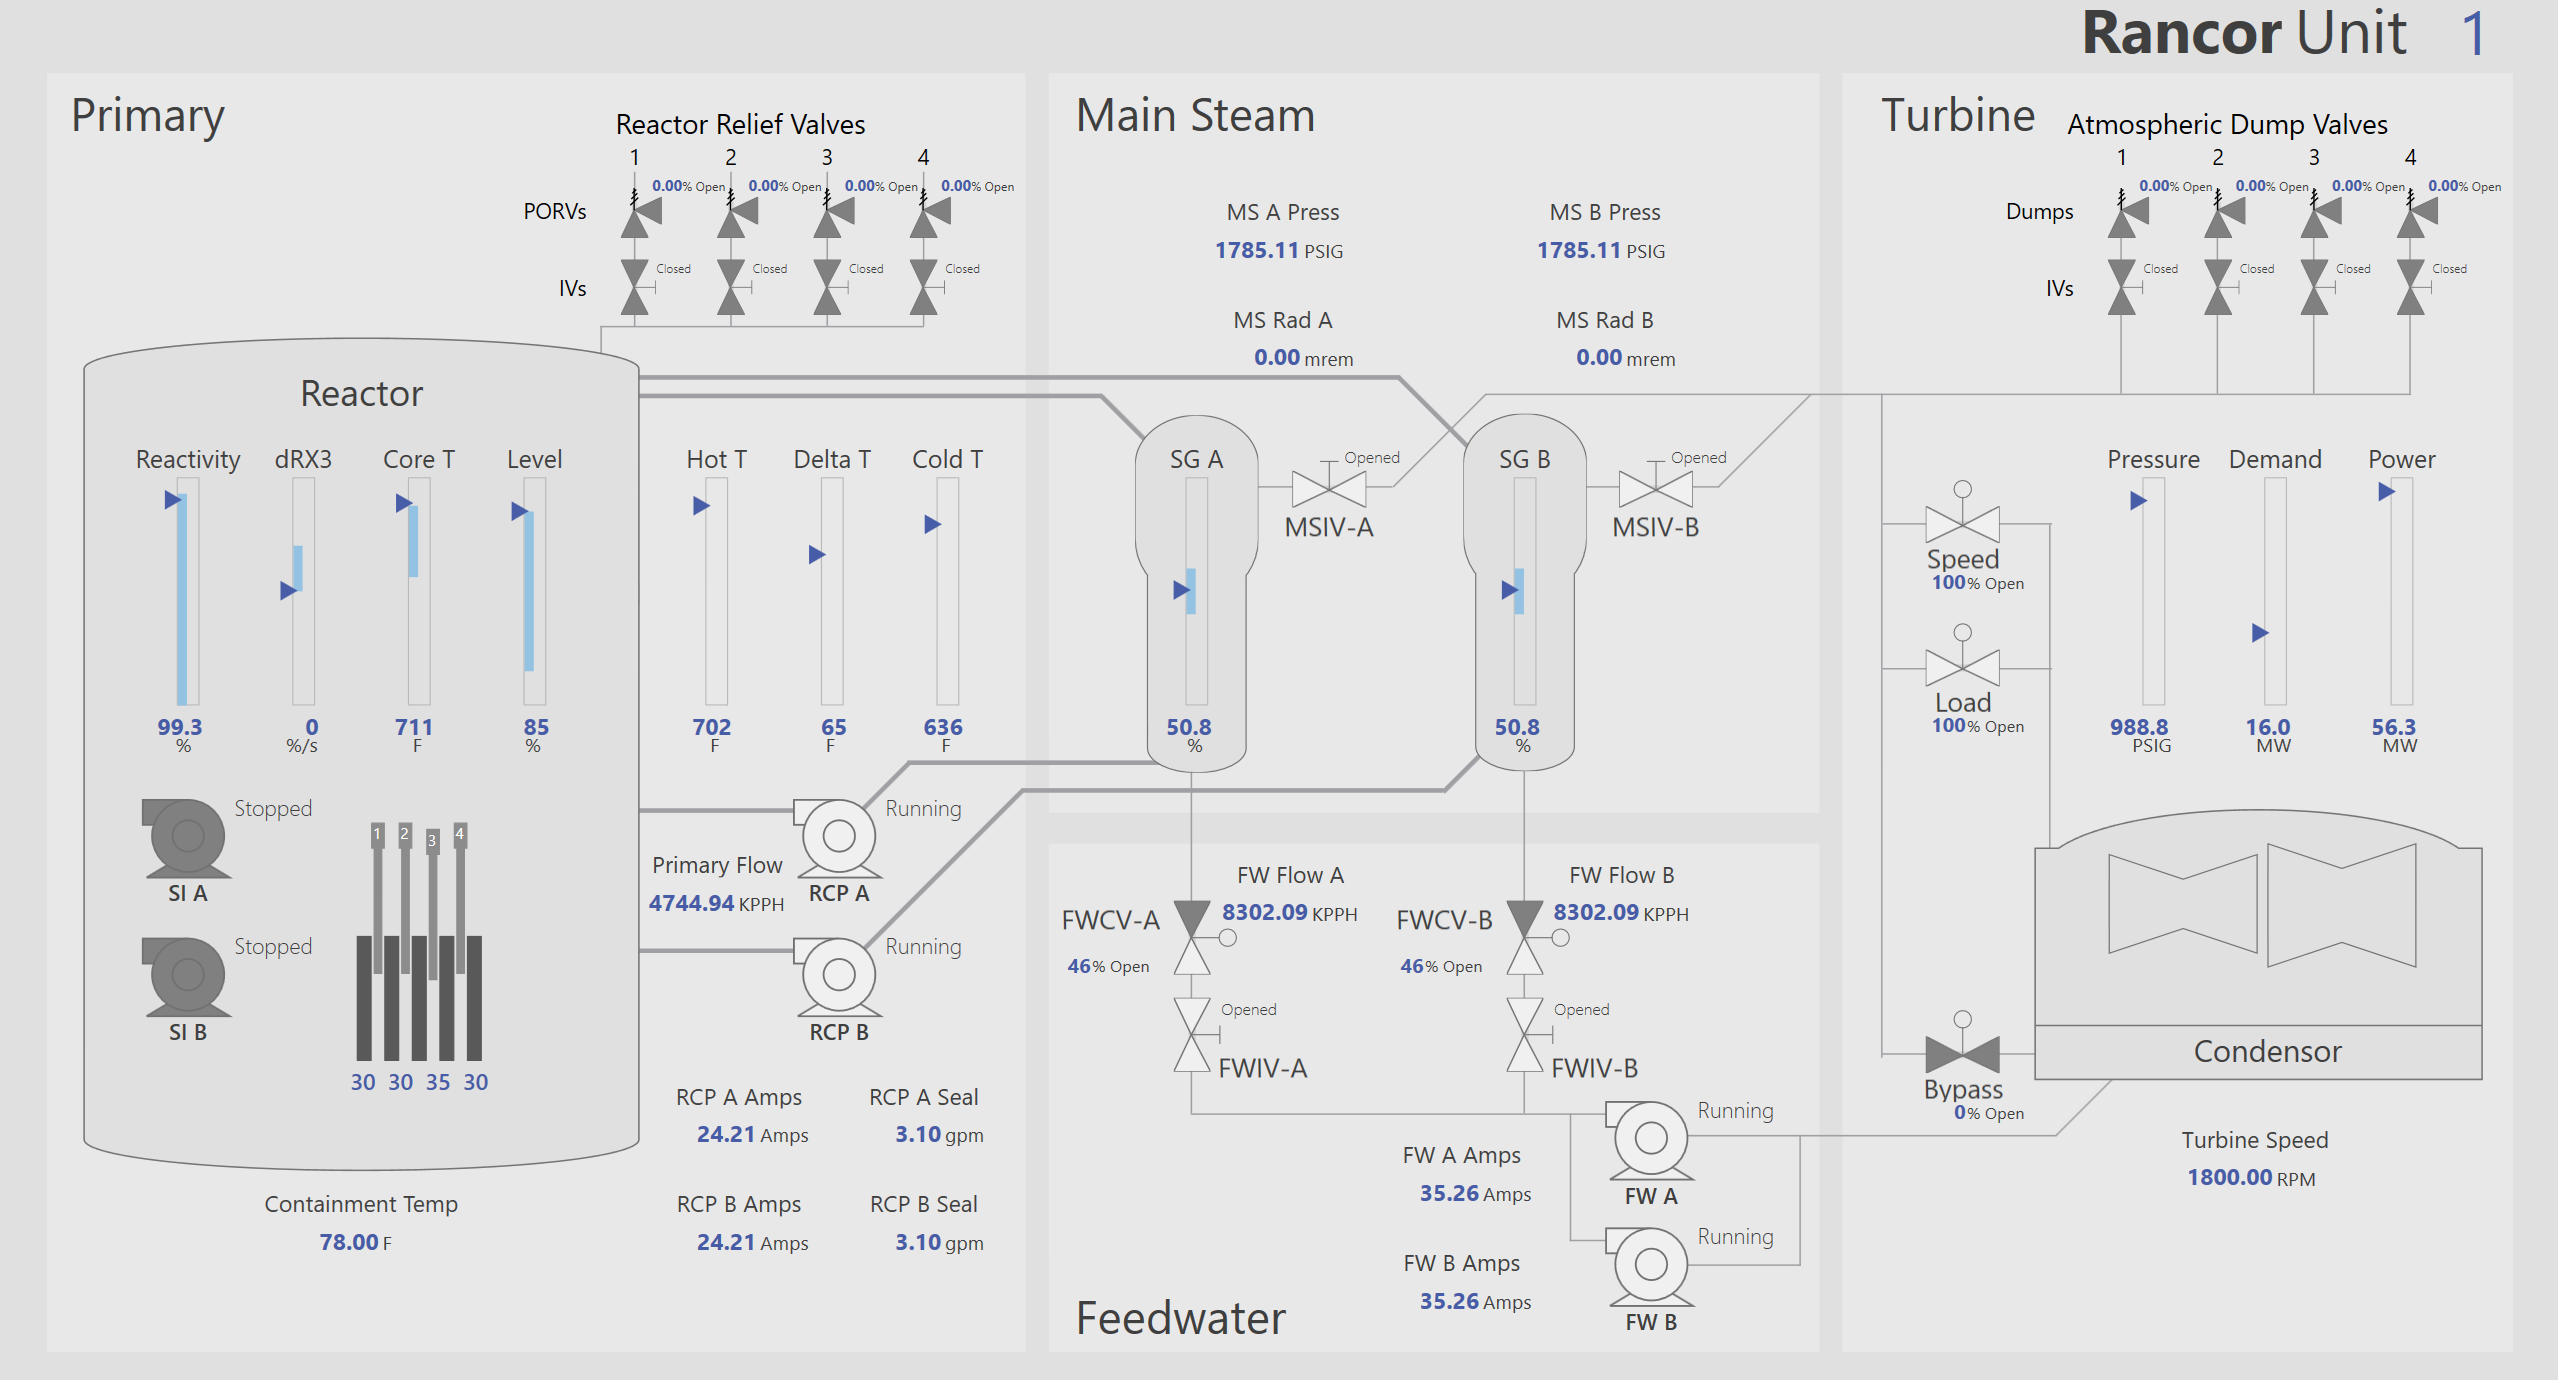 Rancor Unit 1
Primary
Reactor Relief Valves
1 2 3 4
0.00% Open 0.00% Open 0.00% Open 0.00% Open
PORVs
Closed Closed Closed Closed
IVs
Reactor
Reactivity dRX3 Core T Level
99.3 0 711 85
% %/s F %
Hot T Delta T Cold T
702 65 636
F F F
Stopped
SI A
Stopped
SI B
1 2 3 4
30 30 35 30
Running
Primary Flow
4744.94 KPPH
RCP A
Running
RCP B
RCP A Amps RCP A Seal
24.21 Amps 3.10 gpm
RCP B Amps RCP B Seal
24.21 Amps 3.10 gpm
Containment Temp
78.00 F
Main Steam
MS A Press MS B Press
1785.11 PSIG 1785.11 PSIG
MS Rad A MS Rad B
0.00 mrem 0.00 mrem
SG A
50.8
%
Opened
MSIV-A
SG B
50.8
%
Opened
MSIV-B
FW Flow A FW Flow B
FWCV-A 8302.09 KPPH FWCV-B 8302.09 KPPH
46% Open 46% Open
Opened Opened
FWIV-A FWIV-B
Running
FW A Amps
35.26 Amps
FW A
Running
FW B Amps
35.26 Amps
FW B
Feedwater
Turbine
Atmospheric Dump Valves
1 2 3 4
0.00% Open 0.00% Open 0.00% Open 0.00% Open
Dumps
Closed Closed Closed Closed
IVs
Speed
100% Open
Load
100% Open
Pressure Demand Power
988.8 16.0 56.3
PSIG MW MW
Condensor
Bypass
0% Open
Turbine Speed
1800.00 RPM